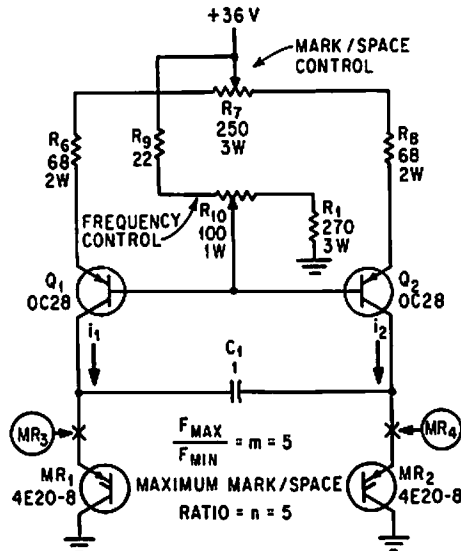 +36 V
MARK/SPACE
CONTROL
R7
250
3W
R6
68
2W
R9
22
R8
68
2W
R10
100
1W
FREQUENCY
CONTROL
R1
270
3W
Q1
OC28
Q2
OC28
i1
i2
C1
1
MR3
MR4
FMAX
FMIN
= m = 5
MR1
4E20-8
MAXIMUM MARK/SPACE
RATIO = n = 5
MR2
4E20-8